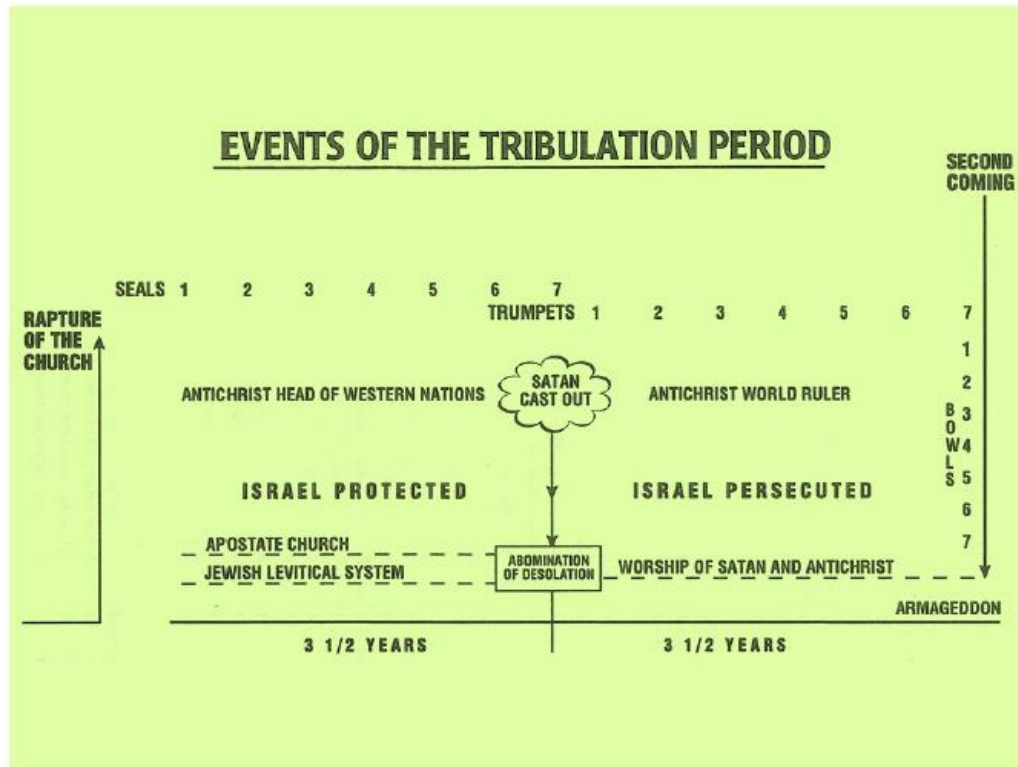 EVENTS OF THE TRIBULATION PERIOD
SECOND
COMING
SEALS 1 2 3 4 5 6 7
TRUMPETS 1 2 3 4 5 6 7
RAPTURE
OF THE
CHURCH
ANTICHRIST HEAD OF WESTERN NATIONS
SATAN
CAST OUT
ANTICHRIST WORLD RULER
BOWLS
1
2
3
4
5
6
7
ISRAEL PROTECTED
ISRAEL PERSECUTED
APOSTATE CHURCH
JEWISH LEVITICAL SYSTEM
ABOMINATION
OF DESOLATION
WORSHIP OF SATAN AND ANTICHRIST
ARMAGEDDON
3 1/2 YEARS
3 1/2 YEARS